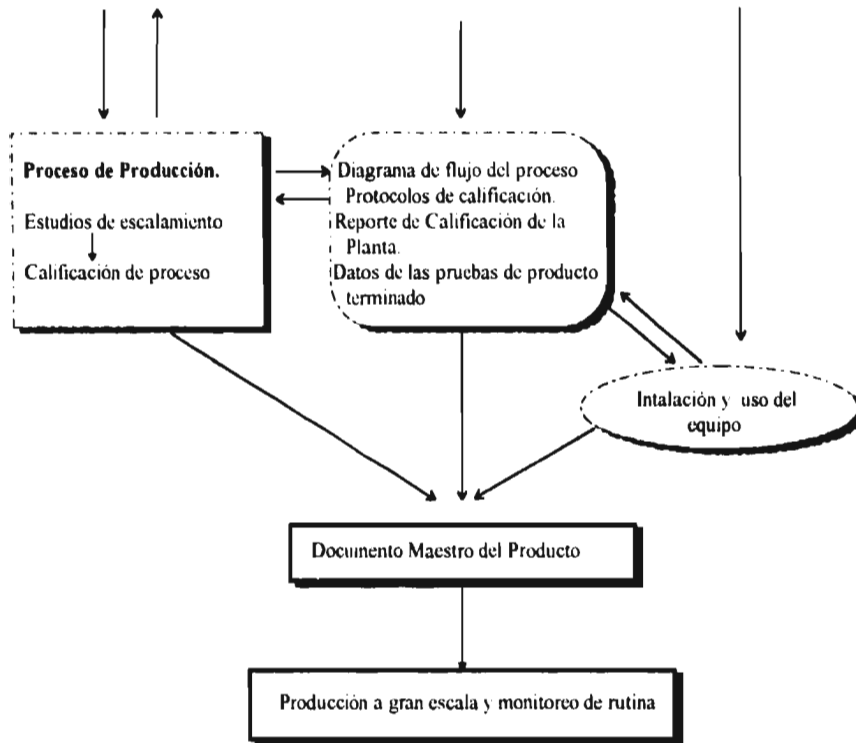 Proceso de Producción.
Estudios de escalamiento
Calificación de proceso
Diagrama de flujo del proceso
Protocolos de calificación.
Reporte de Calificación de la
Planta.
Datos de las pruebas de producto
terminado
Intalación y uso del
equipo
Documento Maestro del Producto
Producción a gran escala y monitoreo de rutina